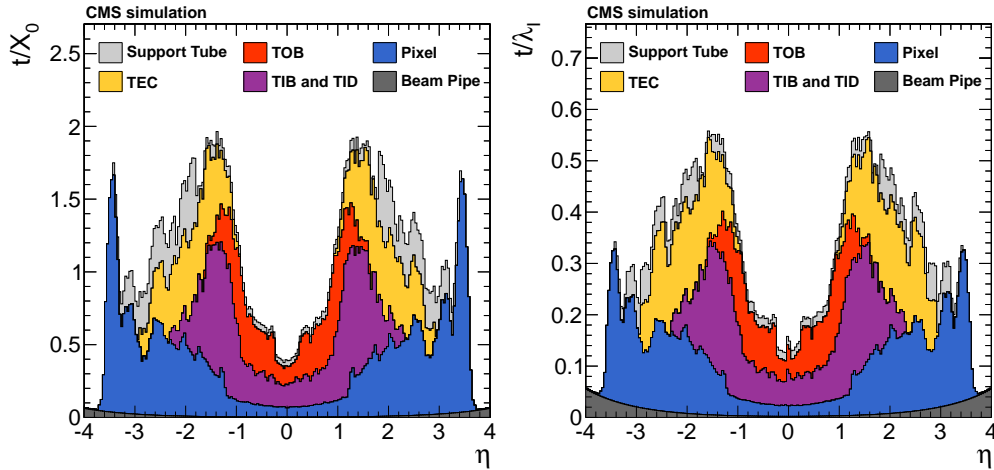 CMS simulation
t/X₀
Support Tube TOB Pixel
TEC TIB and TID Beam Pipe
2.5
2
1.5
1
0.5
0
-4 -3 -2 -1 0 1 2 3 4
η
CMS simulation
t/λ_I
Support Tube TOB Pixel
TEC TIB and TID Beam Pipe
0.7
0.6
0.5
0.4
0.3
0.2
0.1
0
-4 -3 -2 -1 0 1 2 3 4
η